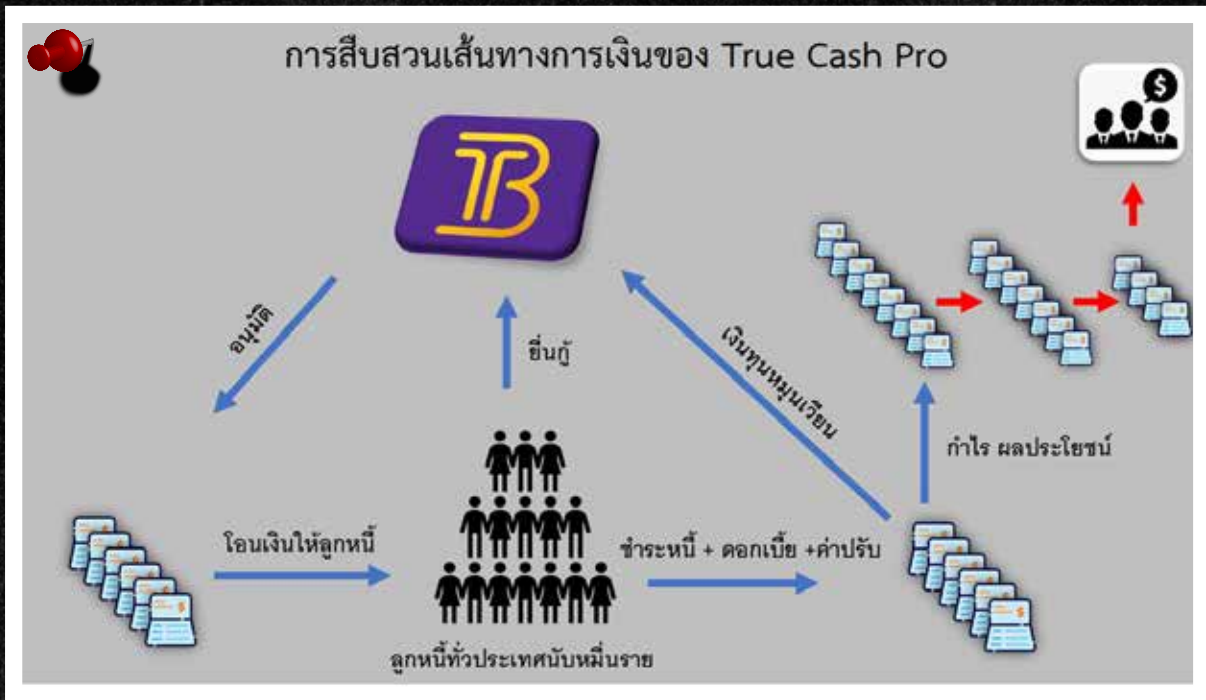 การสืบสวนเส้นทางการเงินของ True Cash Pro
$
TB
อนุมัติ
ยื่นกู้
เงินทุนหมุนเวียน
กำไร ผลประโยชน์
โอนเงินให้ลูกหนี้
ชำระหนี้ + ดอกเบี้ย +ค่าปรับ
ลูกหนี้ทั่วประเทศนับหมื่นราย